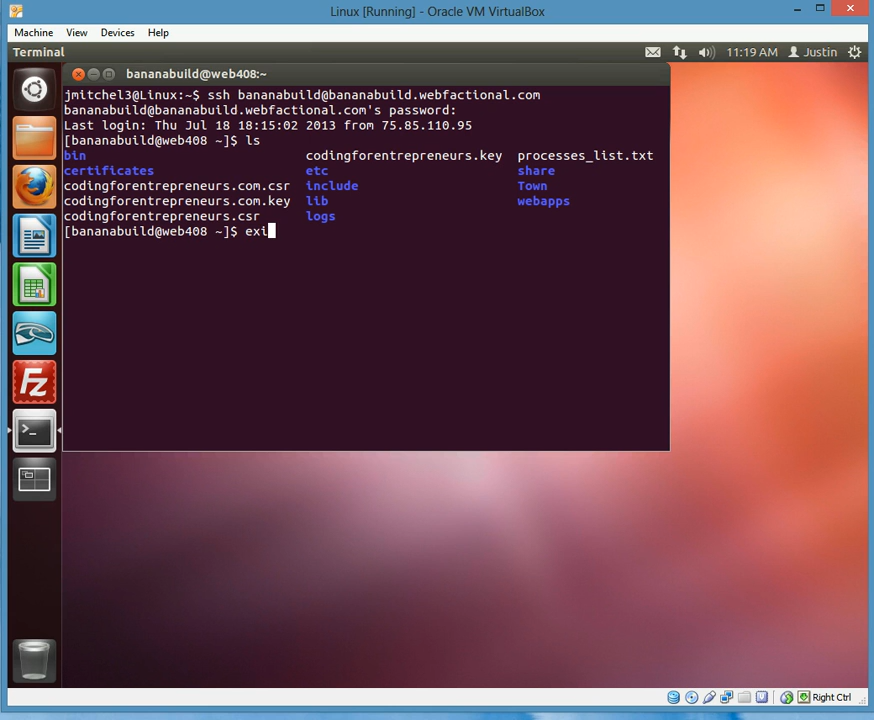 Linux [Running] - Oracle VM VirtualBox
Machine View Devices Help
Terminal 11:19 AM Justin
bananabuild@web408:~
jmitchel3@Linux:~$ ssh bananabuild@bananabuild.webfactional.com
bananabuild@bananabuild.webfactional.com's password:
Last login: Thu Jul 18 18:15:02 2013 from 75.85.110.95
[bananabuild@web408 ~]$ ls
bin codingforentrepreneurs.key processes_list.txt
certificates etc share
codingforentrepreneurs.com.csr include Town
codingforentrepreneurs.com.key lib webapps
codingforentrepreneurs.csr logs
[bananabuild@web408 ~]$ exi
Fz
>_
Right Ctrl